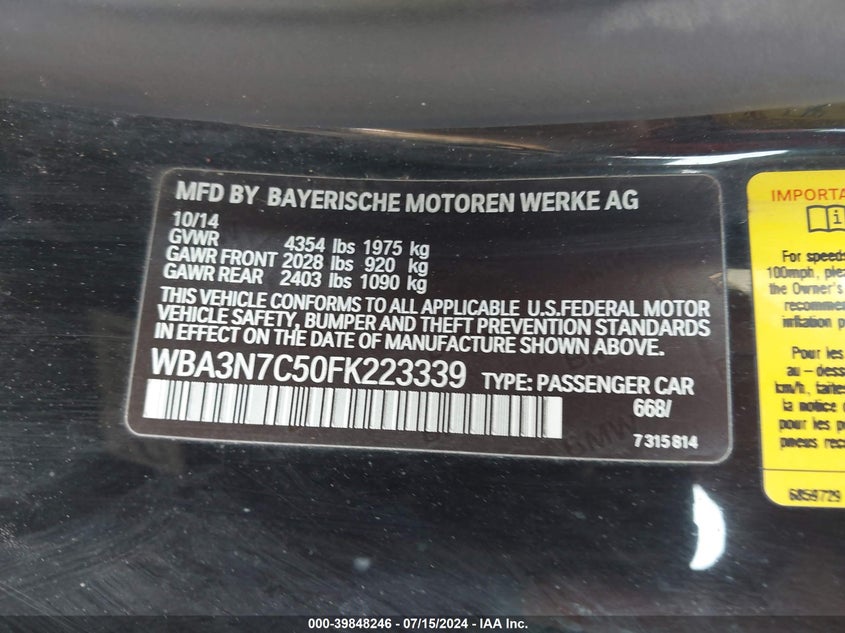 MFD BY BAYERISCHE MOTOREN WERKE AG
10/14
GVWR 4354 lbs 1975 kg
GAWR FRONT 2028 lbs 920 kg
GAWR REAR 2403 lbs 1090 kg
THIS VEHICLE CONFORMS TO ALL APPLICABLE U.S.FEDERAL MOTOR
VEHICLE SAFETY, BUMPER AND THEFT PREVENTION STANDARDS
IN EFFECT ON THE DATE OF MANUFACTURE SHOWN ABOVE.
WBA3N7C50FK223339 TYPE: PASSENGER CAR
668/
7315814
IMPORTA
For speeds
100mph, plea
the Owner's
recommen
inflation p
Pour les
au - dess
km/h, faites
la notice
pour les p
pneus rec
6859729
000-39848246 - 07/15/2024 - IAA Inc.